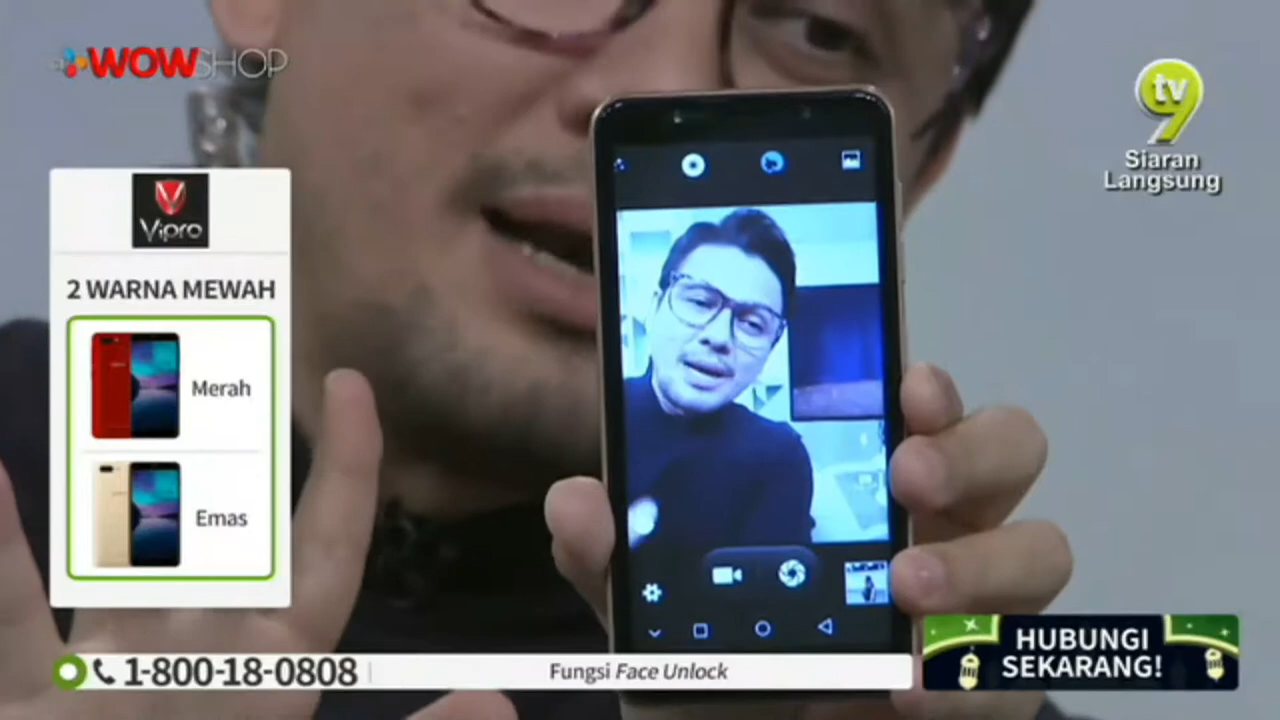 WOWSHOP
tv9
Siaran
Langsung
Vipro
2 WARNA MEWAH
Merah
Emas
1-800-18-0808
Fungsi Face Unlock
HUBUNGI
SEKARANG!